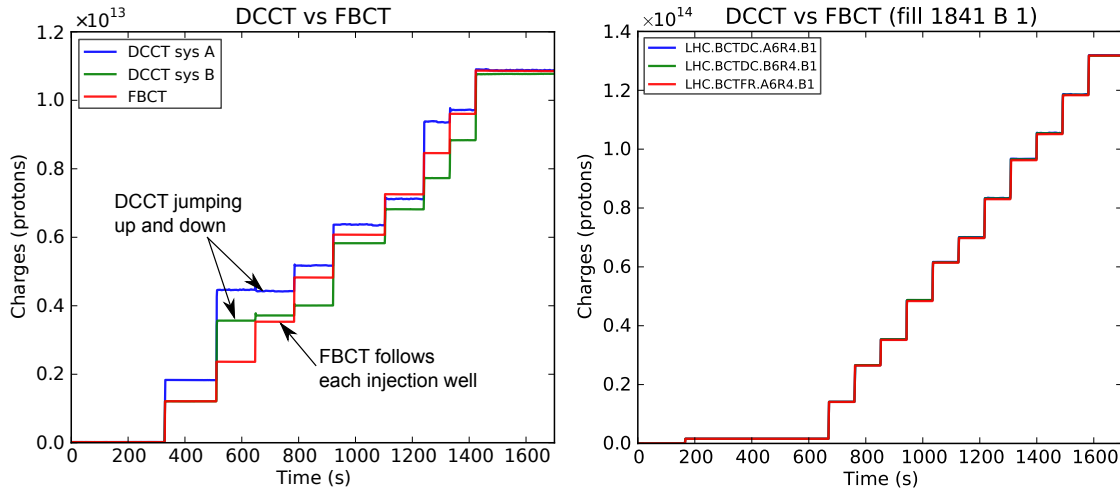 DCCT vs FBCT
×10^13
DCCT sys A
DCCT sys B
FBCT
DCCT jumping
up and down
FBCT follows
each injection well
Charges (protons)
1.2
1.0
0.8
0.6
0.4
0.2
0.0
0 200 400 600 800 1000 1200 1400 1600
Time (s)
DCCT vs FBCT (fill 1841 B 1)
×10^14
LHC.BCTDC.A6R4.B1
LHC.BCTDC.B6R4.B1
LHC.BCTFR.A6R4.B1
Charges (protons)
1.4
1.2
1.0
0.8
0.6
0.4
0.2
0.0
0 200 400 600 800 1000 1200 1400 1600
Time (s)